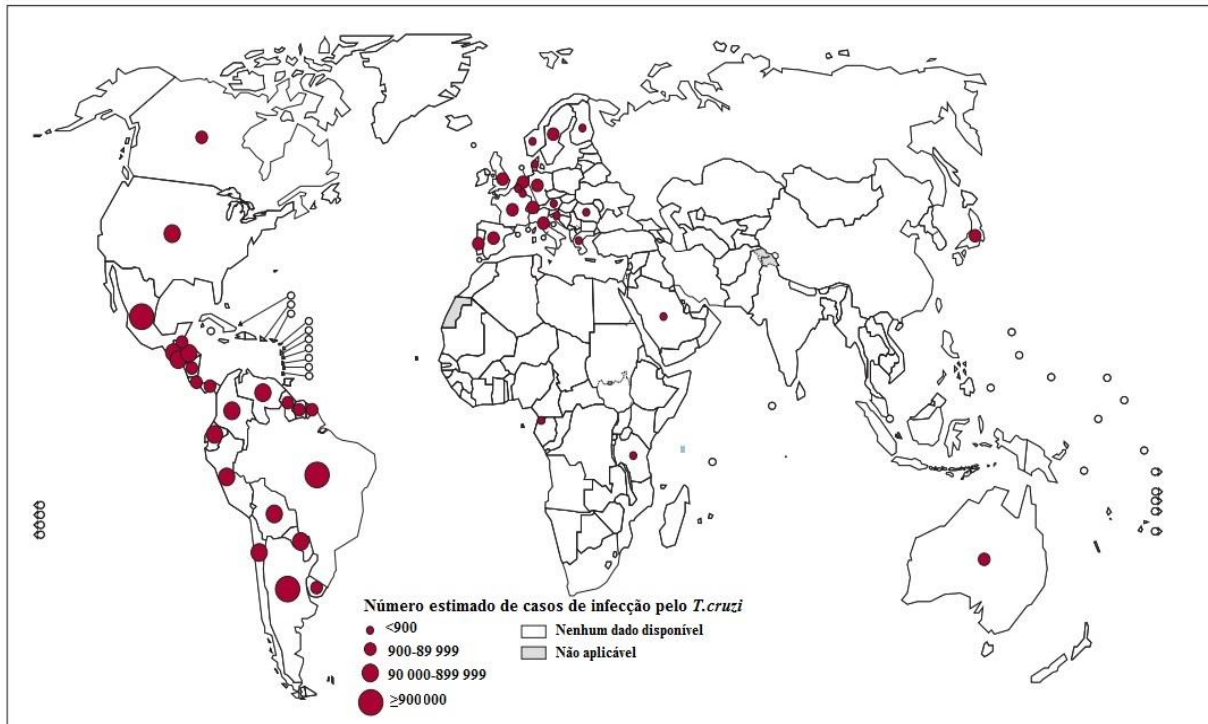 Número estimado de casos de infecção pelo T.cruzi
<900
900-89 999
90 000-899 999
≥900 000
Nenhum dado disponível
Não aplicável